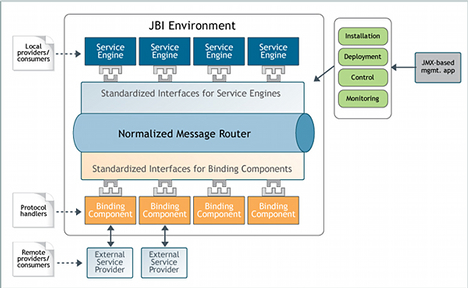 JBI Environment
Local
providers/
consumers
Service
Engine
Service
Engine
Service
Engine
Service
Engine
Installation
Deployment
Control
Monitoring
JMX-based
mgmt. app
Standardized Interfaces for Service Engines
Normalized Message Router
Standardized Interfaces for Binding Components
Protocol
handlers
Binding
Component
Binding
Component
Binding
Component
Binding
Component
Remote
providers/
consumers
External
Service
Provider
External
Service
Provider